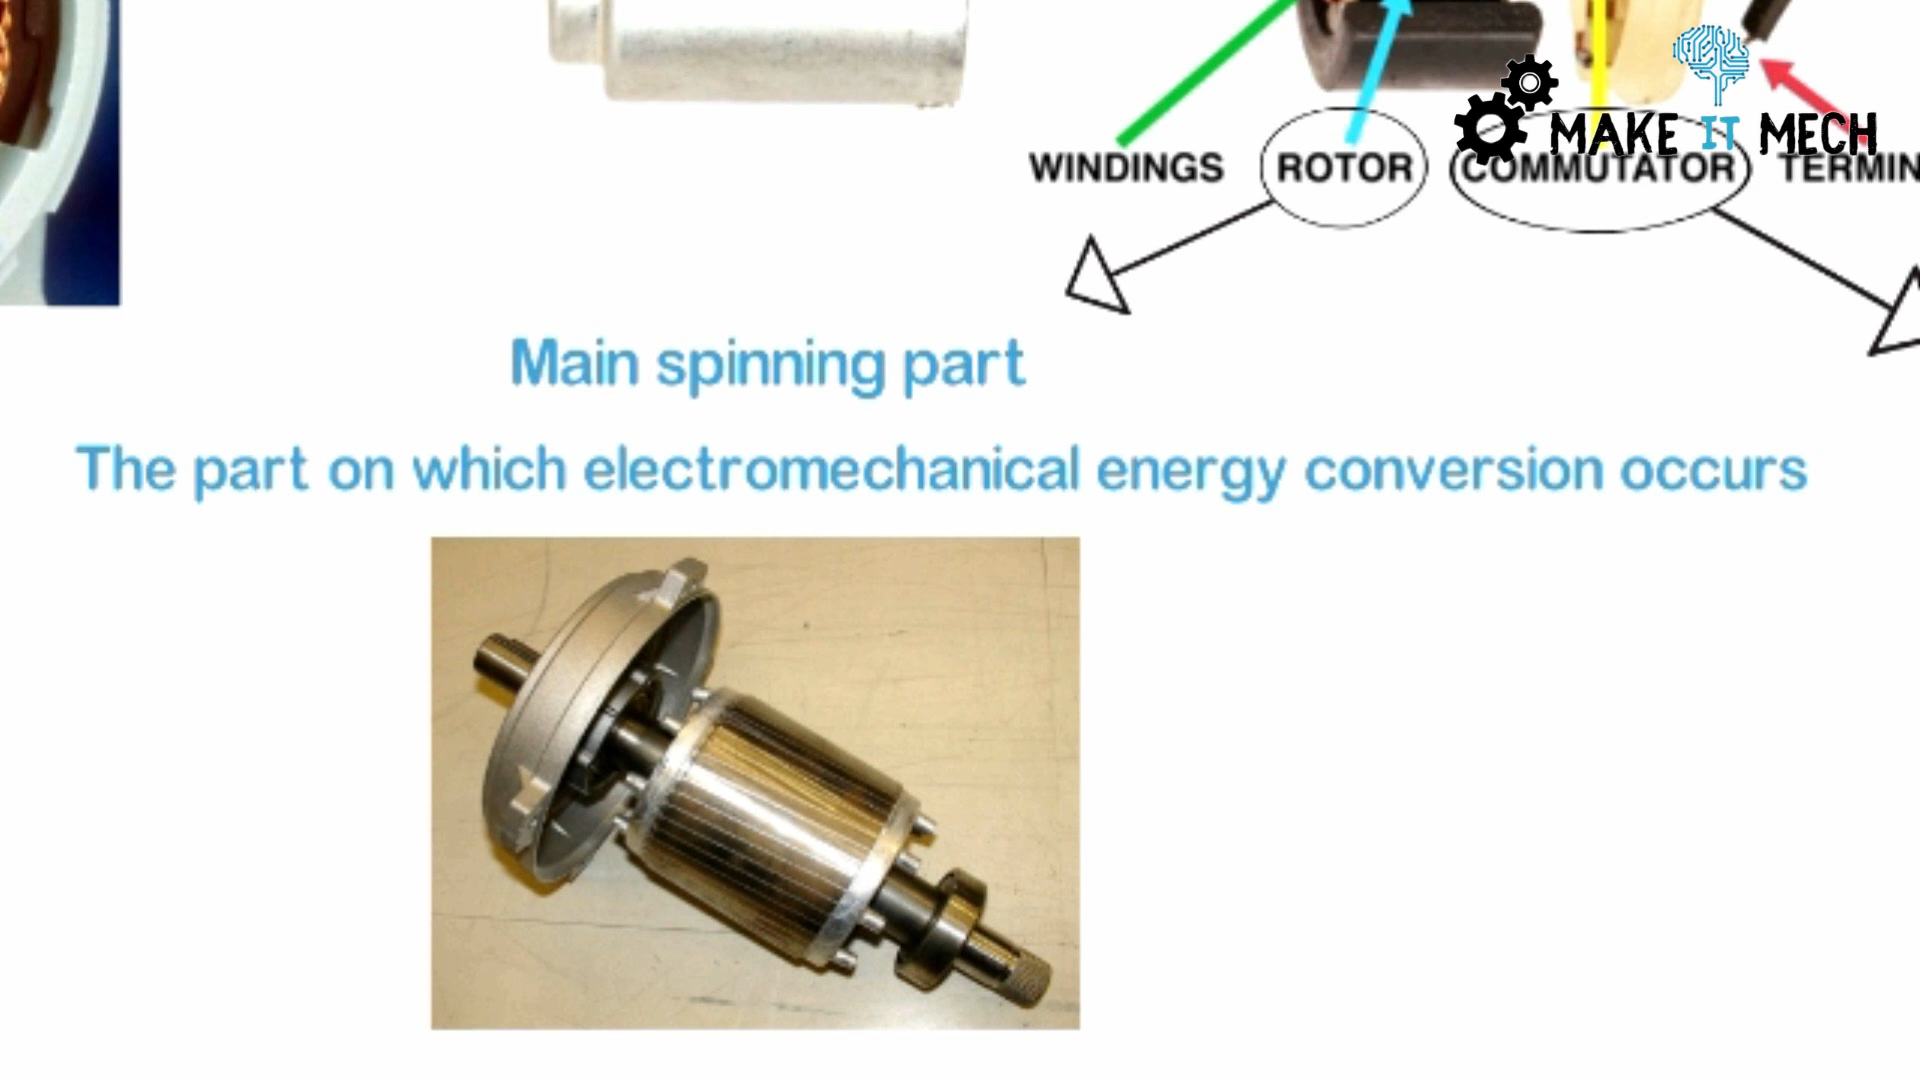 MAKE IT MECH
WINDINGS ROTOR COMMUTATOR
Main spinning part
The part on which electromechanical energy conversion occurs